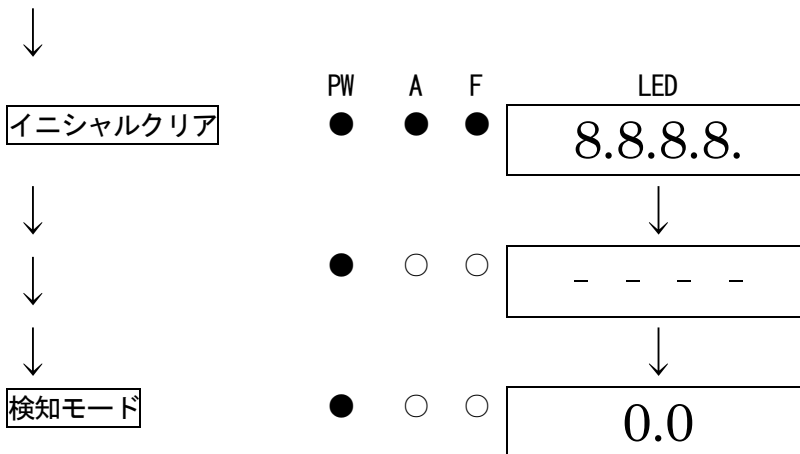 ↓
PW A F LED
イニシャルクリア ● ● ● 8.8.8.8.
↓ ↓
● ○ ○ - - - -
↓
↓ ↓
検知モード ● ○ ○ 0.0